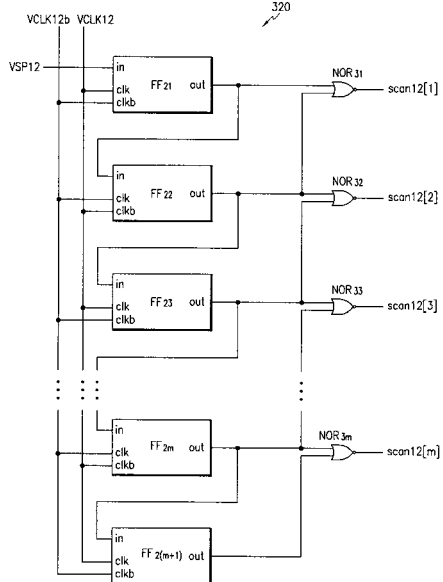 320
VCLK12b VCLK12
VSP12
in
clk
clkb
FF21
out
NOR31
scan12[1]
in
clk
clkb
FF22
out
NOR32
scan12[2]
in
clk
clkb
FF23
out
NOR33
scan12[3]
in
clk
clkb
FF2m
out
NOR3m
scan12[m]
in
clk
clkb
FF2(m+1)
out